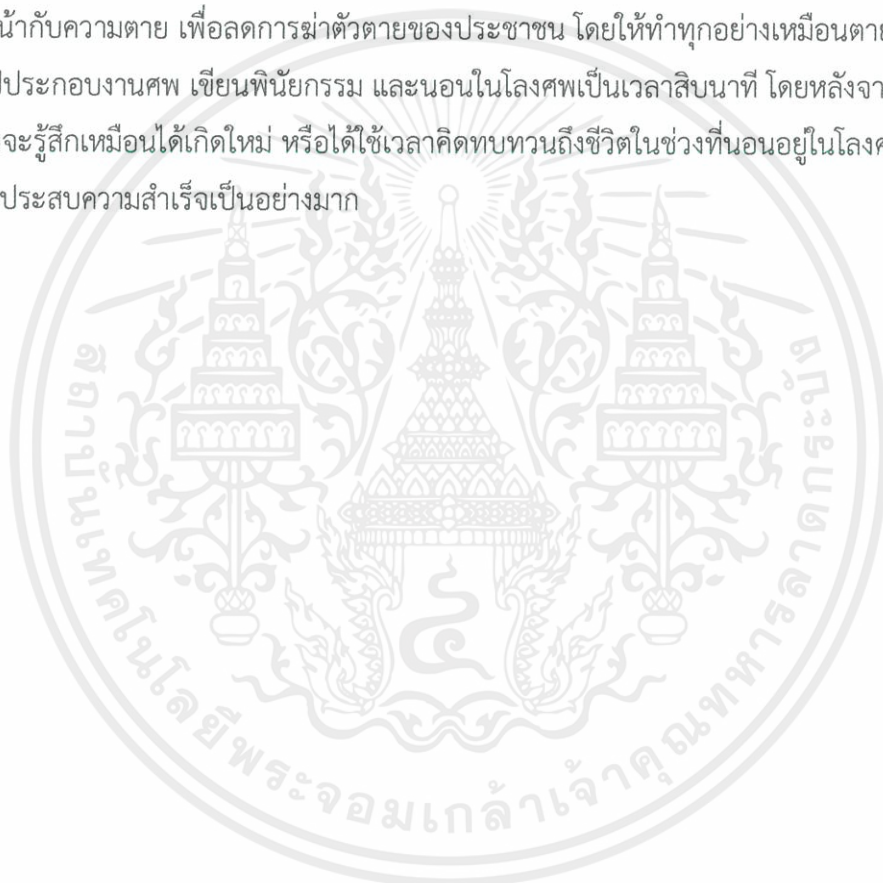 น้ากับความตาย เพื่อลดการฆ่าตัวตายของประชาชน โดยให้ทำทุกอย่างเหมือนตาย
ประกอบงานศพ เขียนพินัยกรรม และนอนในโลงศพเป็นเวลาสิบนาที โดยหลังจา
จะรู้สึกเหมือนได้เกิดใหม่ หรือได้ใช้เวลาคิดทบทวนถึงชีวิตในช่วงที่นอนอยู่ในโลงศ
ประสบความสำเร็จเป็นอย่างมาก
สถาบันเทคโนโลยีพระจอมเกล้าเจ้าคุณทหารลาดกระบัง